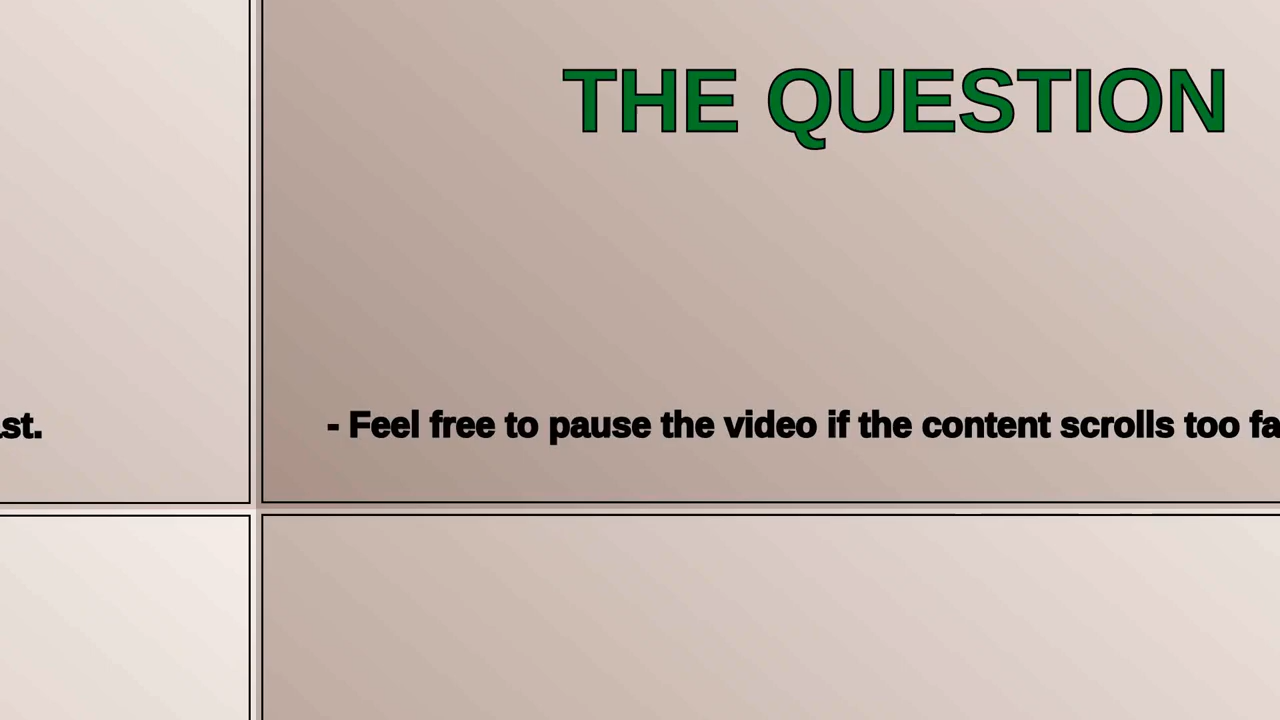 THE QUESTION
st.
- Feel free to pause the video if the content scrolls too fa